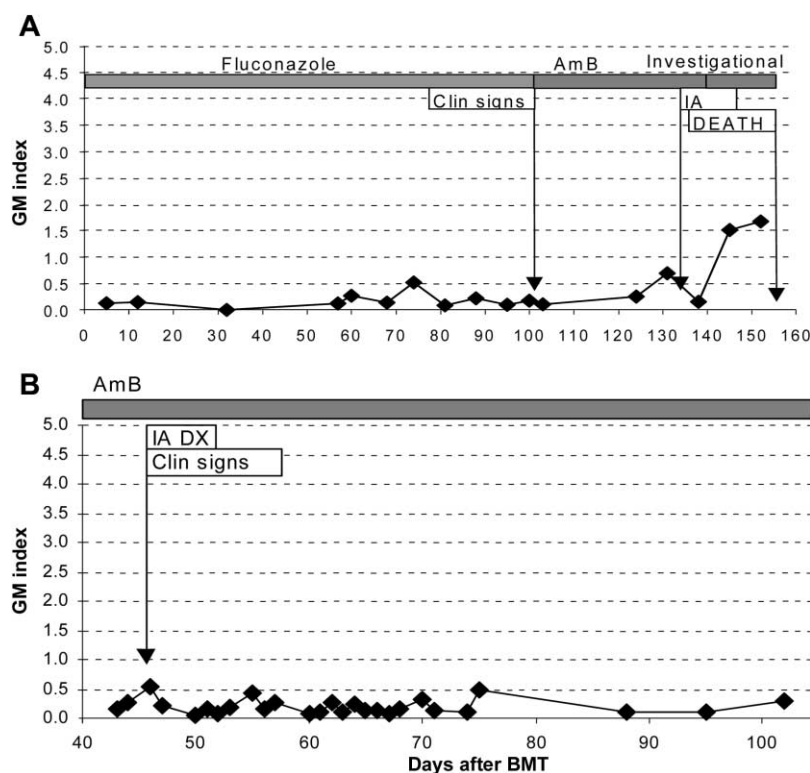 A
Fluconazole AmB Investigational
Clin signs IA
DEATH
GM index
5.0
4.5
4.0
3.5
3.0
2.5
2.0
1.5
1.0
0.5
0.0
0 10 20 30 40 50 60 70 80 90 100 110 120 130 140 150 160
B
AmB
IA DX
Clin signs
GM index
5.0
4.5
4.0
3.5
3.0
2.5
2.0
1.5
1.0
0.5
0.0
40 50 60 70 80 90 100
Days after BMT